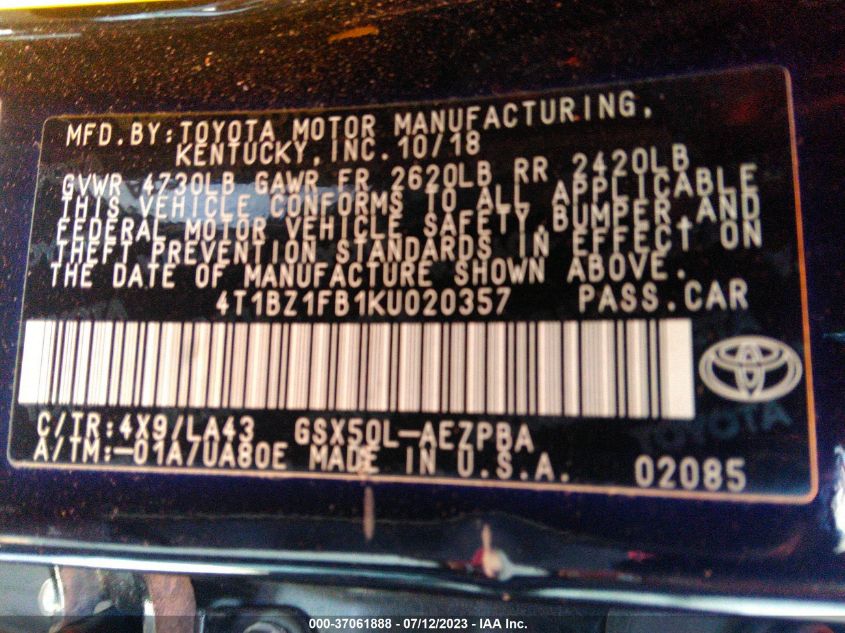 MFD.BY:TOYOTA MOTOR MANUFACTURING,
KENTUCKY,INC.10/18
GVWR 4730LB GAWR FR 2620LB RR 2420LB
THIS VEHICLE CONFORMS TO ALL APPLICABLE
FEDERAL MOTOR VEHICLE SAFETY,BUMPER,AND
THEFT PREVENTION STANDARDS IN EFFECT ON
THE DATE OF MANUFACTURE SHOWN ABOVE.
4T1BZ1FB1KU020357 PASS.CAR
C/TR:4X9/LA43 GSX50L-AEZPBA
TOYOTA
A/TM:-01A/UA80E MADE IN U.S.A. 02085
000-37061888 - 07/12/2023 - IAA Inc.